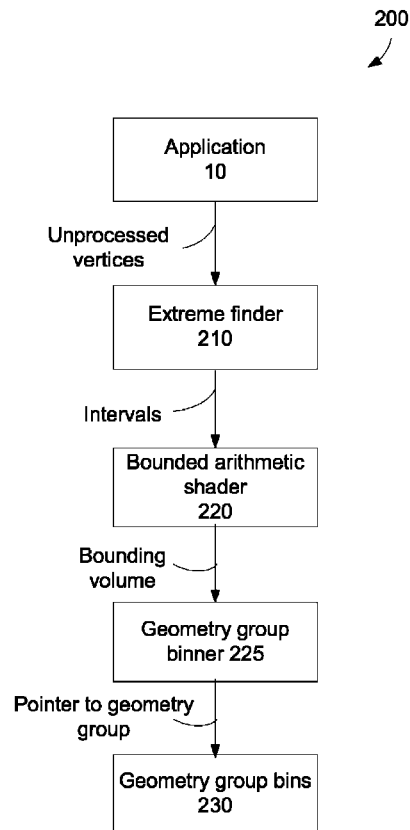 200
Application
10
Unprocessed
vertices
Extreme finder
210
Intervals
Bounded arithmetic
shader
220
Bounding
volume
Geometry group
binner 225
Pointer to geometry
group
Geometry group bins
230